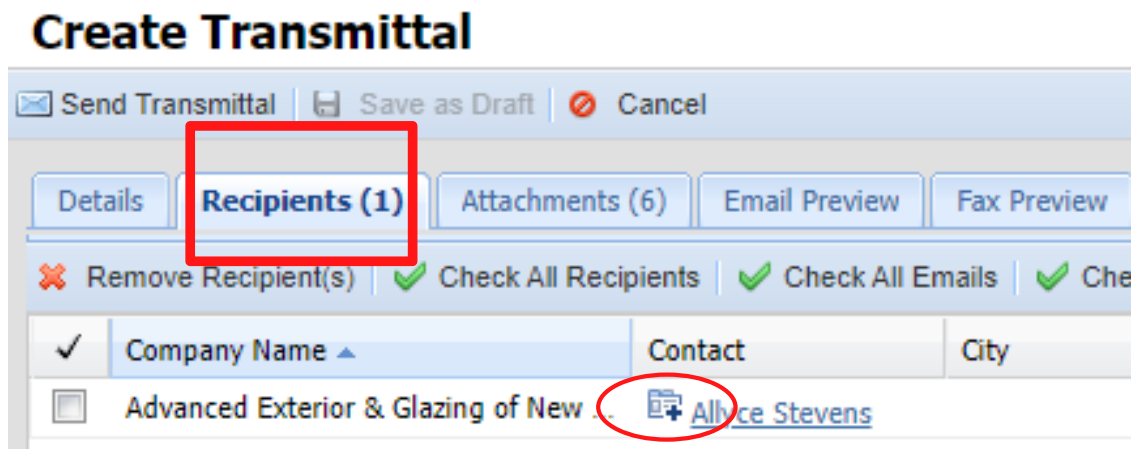 Create Transmittal
Send Transmittal Save as Draft Cancel
Details Recipients (1) Attachments (6) Email Preview Fax Preview
Remove Recipient(s) Check All Recipients Check All Emails Che
Company Name Contact City
Advanced Exterior & Glazing of New ... Allyce Stevens